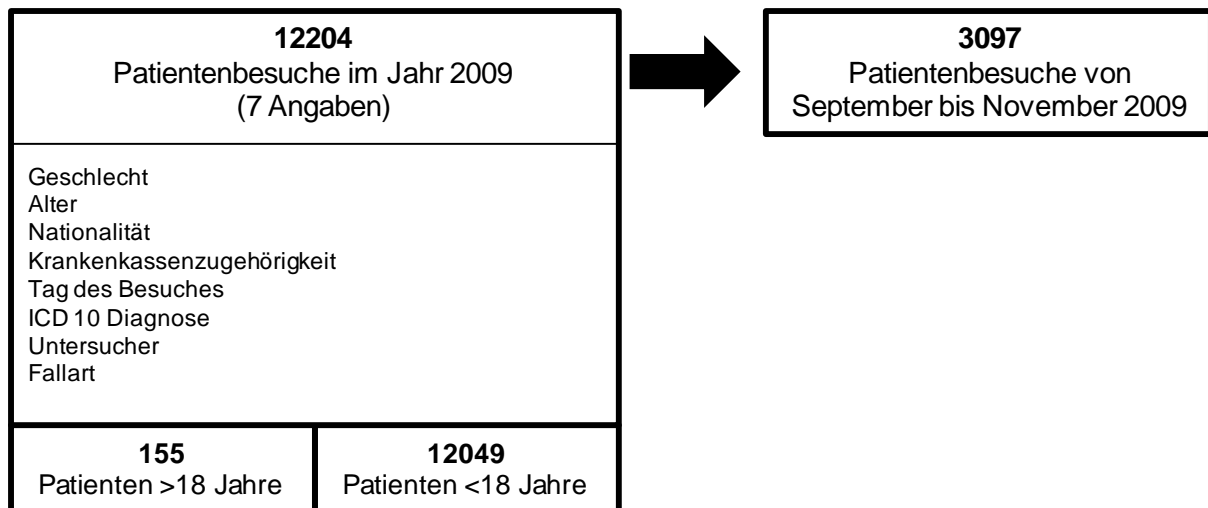 12204
Patientenbesuche im Jahr 2009
(7 Angaben)
3097
Patientenbesuche von
September bis November 2009
Geschlecht
Alter
Nationalität
Krankenkassenzugehörigkeit
Tag des Besuches
ICD 10 Diagnose
Untersucher
Fallart
155
Patienten >18 Jahre
12049
Patienten <18 Jahre